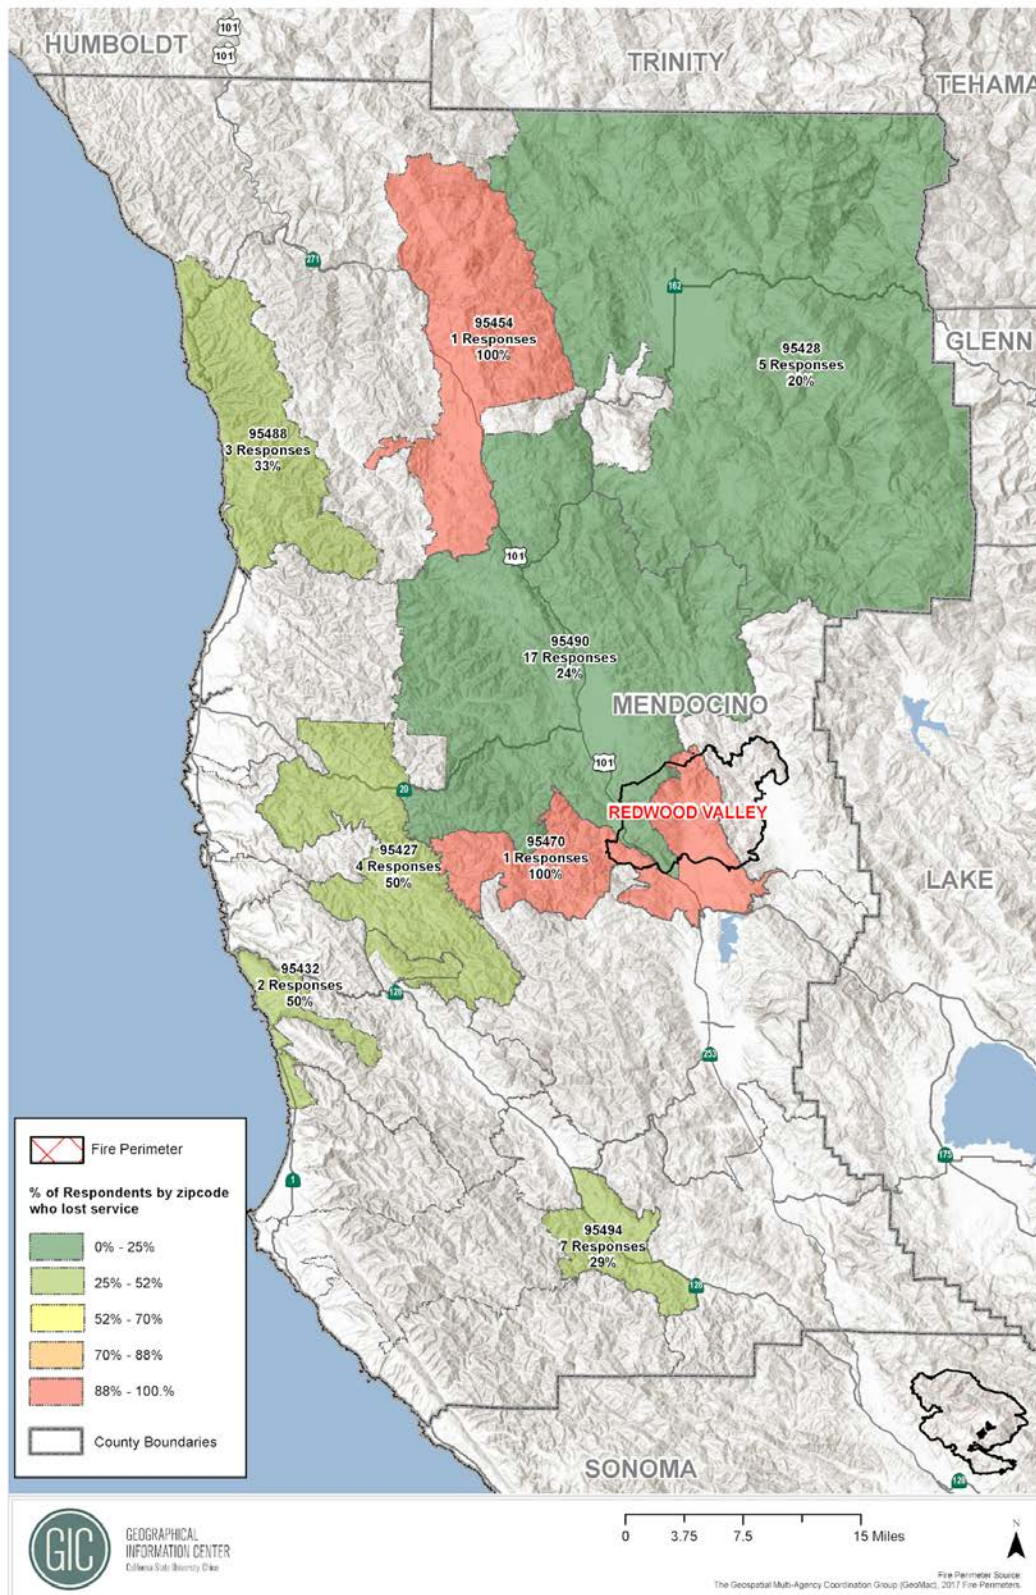 101
101
HUMBOLDT
TRINITY
TEHAMA
271
162
95454
1 Responses
100%
GLENN
95428
5 Responses
20%
95488
3 Responses
33%
101
95490
17 Responses
24%
MENDOCINO
101
20
REDWOOD VALLEY
95470
1 Responses
100%
95427
4 Responses
50%
LAKE
95432
2 Responses
50%
128
253
175
1
95494
7 Responses
29%
128
SONOMA
128
Fire Perimeter
% of Respondents by zipcode
who lost service
0% - 25%
25% - 52%
52% - 70%
70% - 88%
88% - 100.%
County Boundaries
GIC
GEOGRAPHICAL
INFORMATION CENTER
California State University, Chico
0 3.75 7.5 15 Miles
N
Fire Perimeter Source
The Geospatial Multi-Agency Coordination Group (GeoMac), 2017 Fire Perimeters